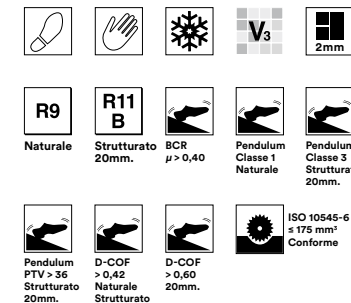 V3
2mm
R9
Naturale
R11
B
Strutturato
20mm.
BCR
μ > 0,40
Pendulum
Classe 1
Naturale
Pendulum
Classe 3
Struttura
20mm.
Pendulum
PTV > 36
Strutturato
20mm.
D-COF
> 0,42
Naturale
Strutturato
D-COF
> 0,60
20mm.
ISO 10545-6
≤ 175 mm³
Conforme